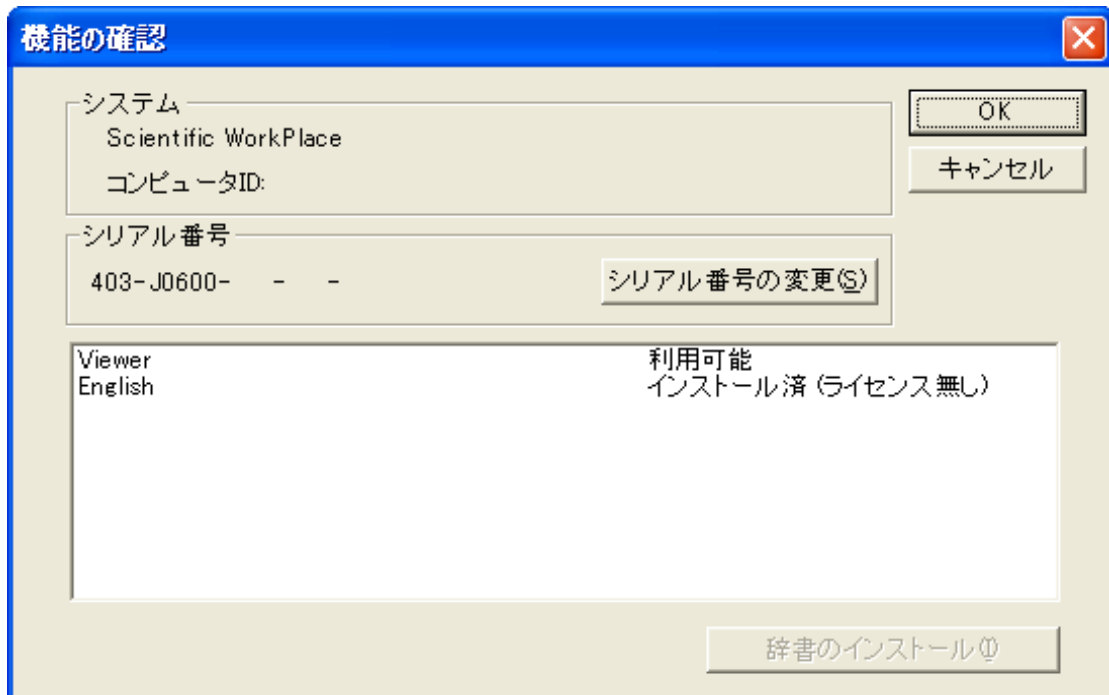 機能の確認
システム
Scientific WorkPlace
コンピュータID:
OK
キャンセル
シリアル番号
403-J0600-    -    -
シリアル番号の変更(S)
Viewer 利用可能
English インストール済 (ライセンス無し)
辞書のインストール(I)